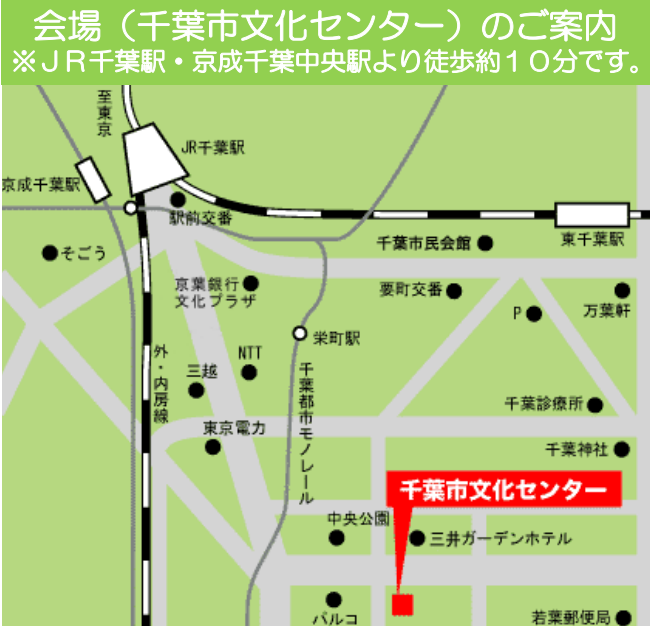 会場（千葉市文化センター）のご案内
※ＪＲ千葉駅・京成千葉中央駅より徒歩約１０分です。
至東京
JR千葉駅
京成千葉駅
駅前交番
東千葉駅
そごう
千葉市民会館
京葉銀行
文化プラザ
要町交番
万葉軒
P
栄町駅
NTT
三越
外・内房線
千葉都市モノレール
千葉診療所
東京電力
千葉神社
千葉市文化センター
中央公園
三井ガーデンホテル
パルコ
若葉郵便局